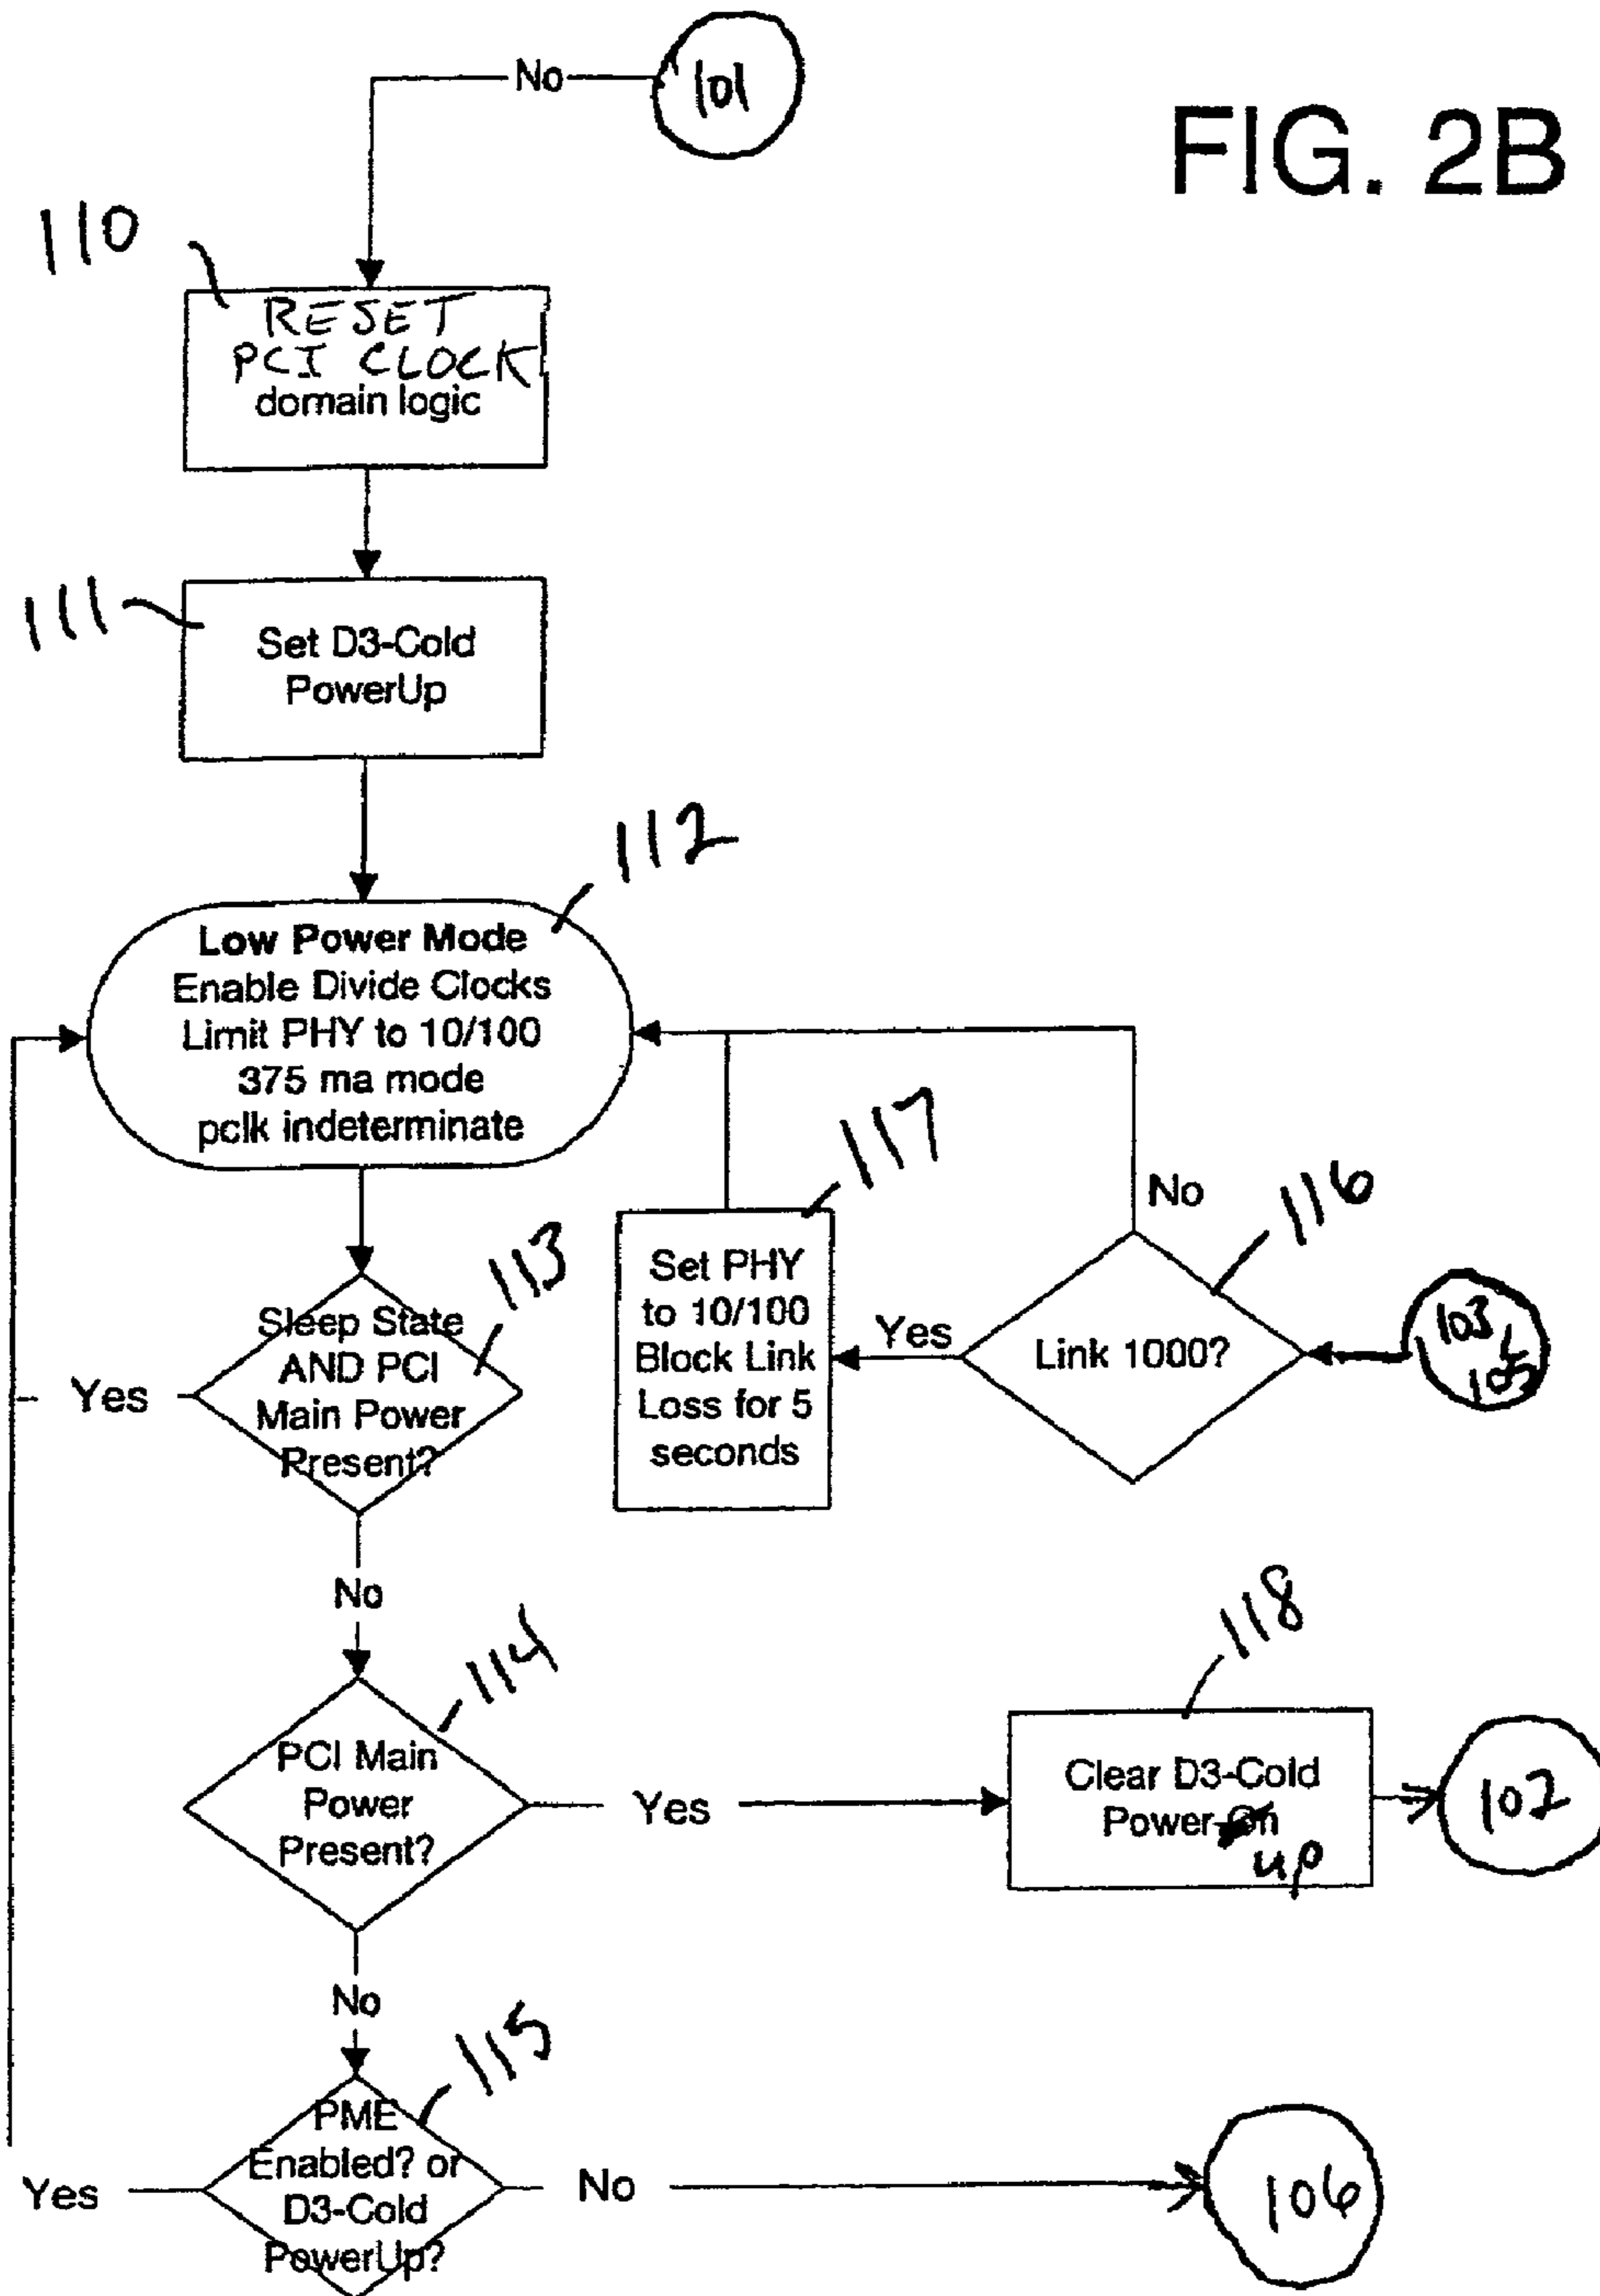 FIG. 2B
No
101
110
RESET
PCI CLOCK
domain logic
111
Set D3-Cold
PowerUp
112
Low Power Mode
Enable Divide Clocks
Limit PHY to 10/100
375 ma mode
pclk indeterminate
113
Sleep State
AND PCI
Main Power
Present?
Yes
No
117
Set PHY
to 10/100
Block Link
Loss for 5
seconds
Yes
No
116
Link 1000?
103
105
114
PCI Main
Power
Present?
Yes
118
Clear D3-Cold
Power-On
up
102
No
115
PME
Enabled? or
D3-Cold
PowerUp?
Yes
No
106